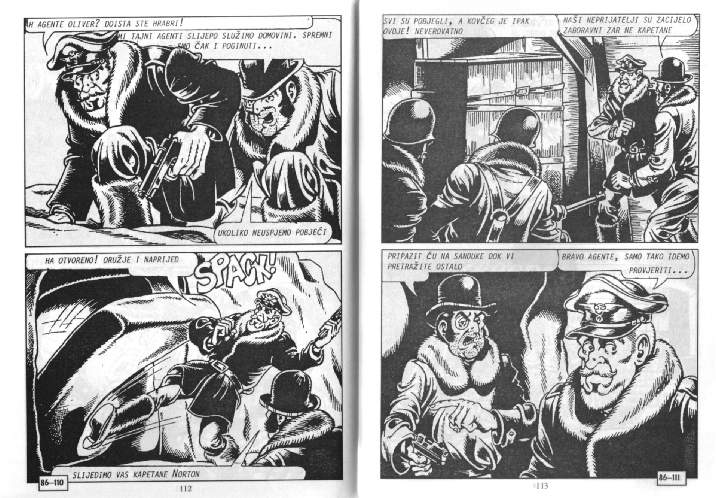 H AGENTE OLIVER? DOISTA STE HRABRI!
MI TAJNI AGENTI SLIJEPO SLUŽIMO DOMOVINI. SPREMNI
SMO ČAK I POGINUTI...
UKOLIKO NEUSPJEMO POBJEĆI
HA OTVORENO! ORUŽJE I NAPRIJED
SPACK!
SLIJEDIMO VAS KAPETANE NORTON
86-110
112
SVI SU POBJEGLI, A KOVČEG JE IPAK
OVDJE! NEVEROVATNO
NAŠI NEPRIJATELJI SU ZACIJELO
ZABORAVNI ZAR NE KAPETANE
PRIPAZIT ĆU NA SANDUKE DOK VI
PRETRAŽITE OSTALO
BRAVO AGENTE, SAMO TAKO IDEMO
PROVJERITI...
86-111
113